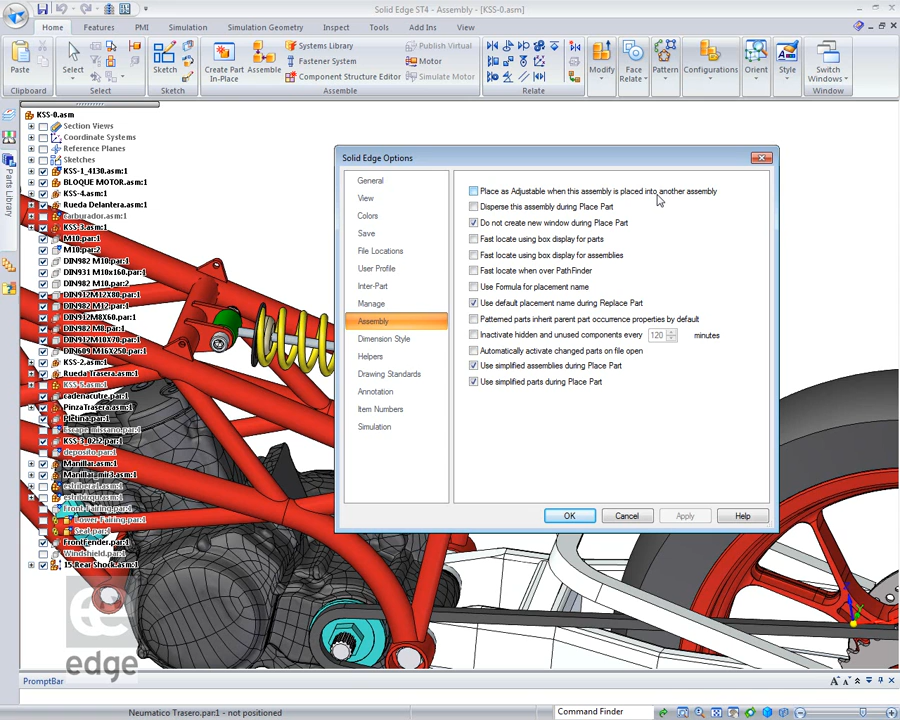 Solid Edge ST4 - Assembly - [KSS-0.asm]
Home Features PMI Simulation Simulation Geometry Inspect Tools Add Ins View
Systems Library Publish Virtual
Fastener System Motor
Component Structure Editor Simulate Motor
Paste Select Sketch Create Part In-Place Assemble Modify Face Relate Pattern Configurations Orient Style Switch Windows
Clipboard Select Sketch Assemble Relate Window
Parts Library
KSS-0.asm
Section Views
Coordinate Systems
Reference Planes
Sketches
KSS-1_4130.asm:1
BLOQUE MOTOR.asm:1
KSS-4.asm:1
Rueda Delantera.asm:1
carburador.asm:1
KSS-3.asm:1
M10.par:1
M10.par:2
DIN982 M10.par:1
DIN931 M10x160.par:1
DIN982 M10.par:2
DIN912M12X80.par:1
DIN982 M12.par:1
DIN912M8X60.par:1
DIN982 M8.par:1
DIN912M10X70.par:1
DIN609 M16X250.par:1
KSS-2.asm:1
Rueda Trasera.asm:1
KSS-5.asm:1
cadenacutre.par:1
PinzaTrasera.asm:1
Pletina.par:1
Escape missano.par:1
KSS-3_02:2.par:1
deposito.par:1
Manillar.asm:1
Lower-Fairing.par:1
Seat.par:1
FrontFender.par:1
Windshield.par:1
15.Rear Shock.asm:1
Solid Edge Options
General
View
Colors
Save
File Locations
User Profile
Inter-Part
Manage
Assembly
Dimension Style
Helpers
Drawing Standards
Annotation
Item Numbers
Simulation
Place as Adjustable when this assembly is placed into another assembly
Disperse this assembly during Place Part
Do not create new window during Place Part
Fast locate using box display for parts
Fast locate using box display for assemblies
Fast locate when over PathFinder
Use Formula for placement name
Use default placement name during Replace Part
Patterned parts inherit parent part occurrence properties by default
Inactivate hidden and unused components every 120 minutes
Automatically activate changed parts on file open
Use simplified assemblies during Place Part
Use simplified parts during Place Part
OK Cancel Apply Help
edge
PromptBar
Neumatico Trasero.par:1 - not positioned
Command Finder